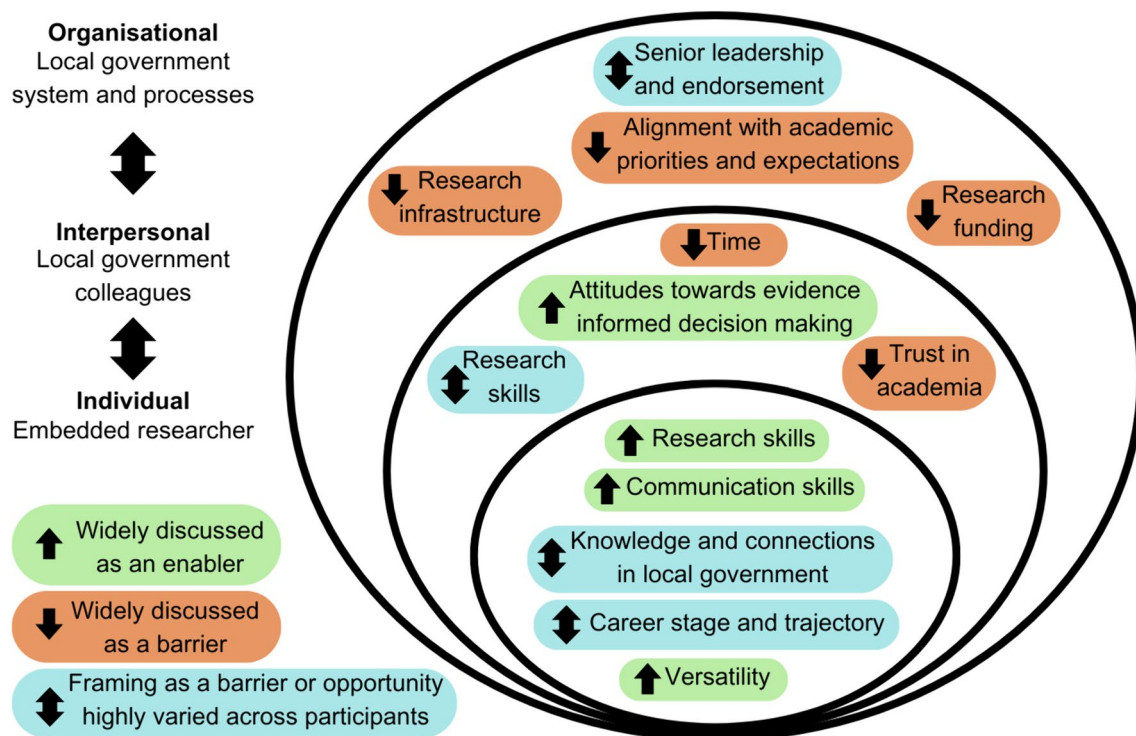 Organisational
Local government
system and processes
Interpersonal
Local government
colleagues
Individual
Embedded researcher
Widely discussed
as an enabler
Widely discussed
as a barrier
Framing as a barrier or opportunity
highly varied across participants
Senior leadership
and endorsement
Alignment with academic
priorities and expectations
Research
infrastructure
Research
funding
Time
Attitudes towards evidence
informed decision making
Research
skills
Trust in
academia
Research skills
Communication skills
Knowledge and connections
in local government
Career stage and trajectory
Versatility